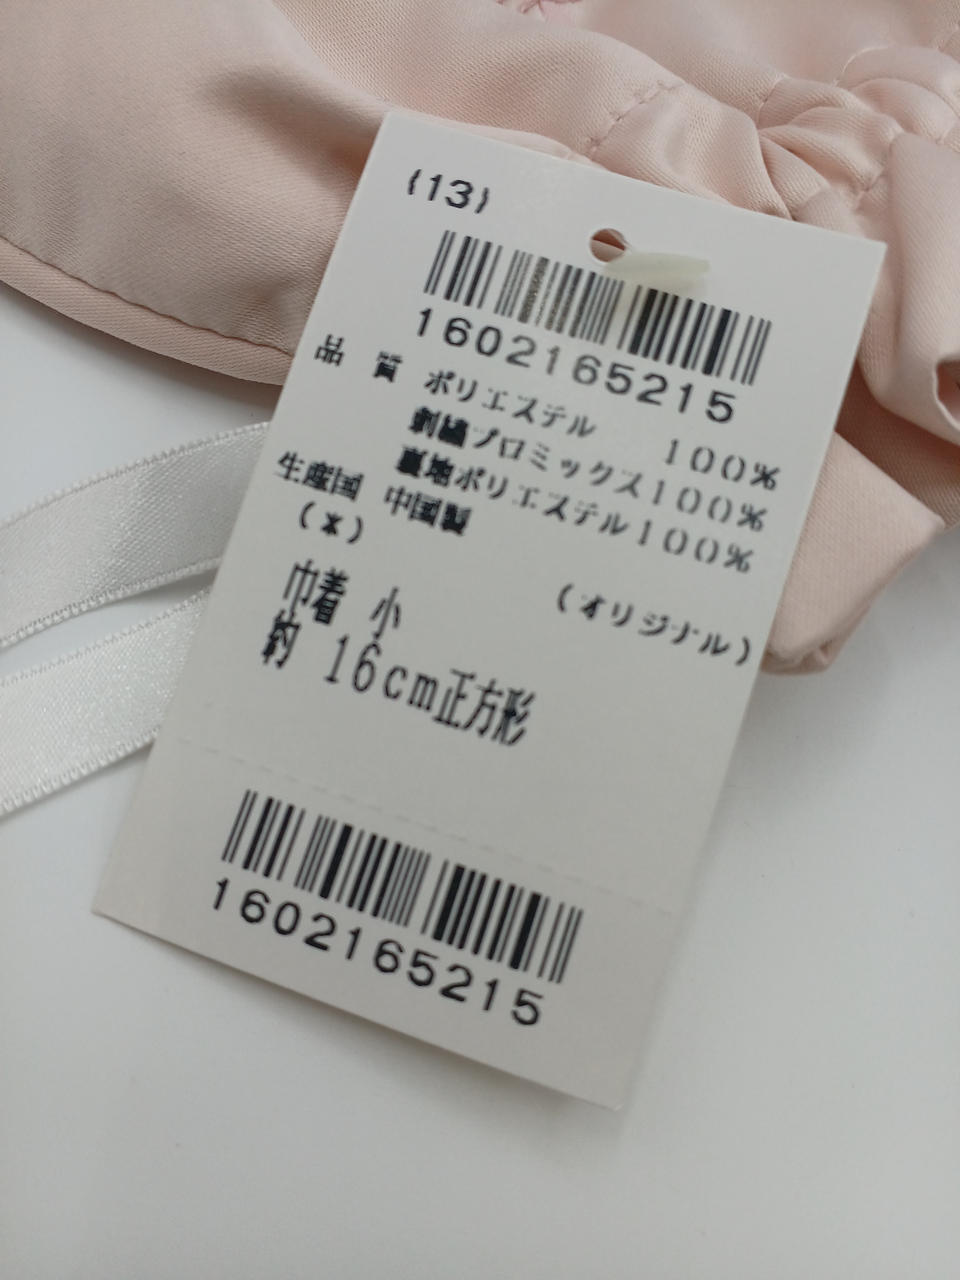 (13)
1602165215
品 質 ポリエステル 100%
刺繍プロミックス100%
裏地ポリエステル100%
生産国 中国製
(*)
(オリジナル)
巾着 小
約 16cm正方形
1602165215